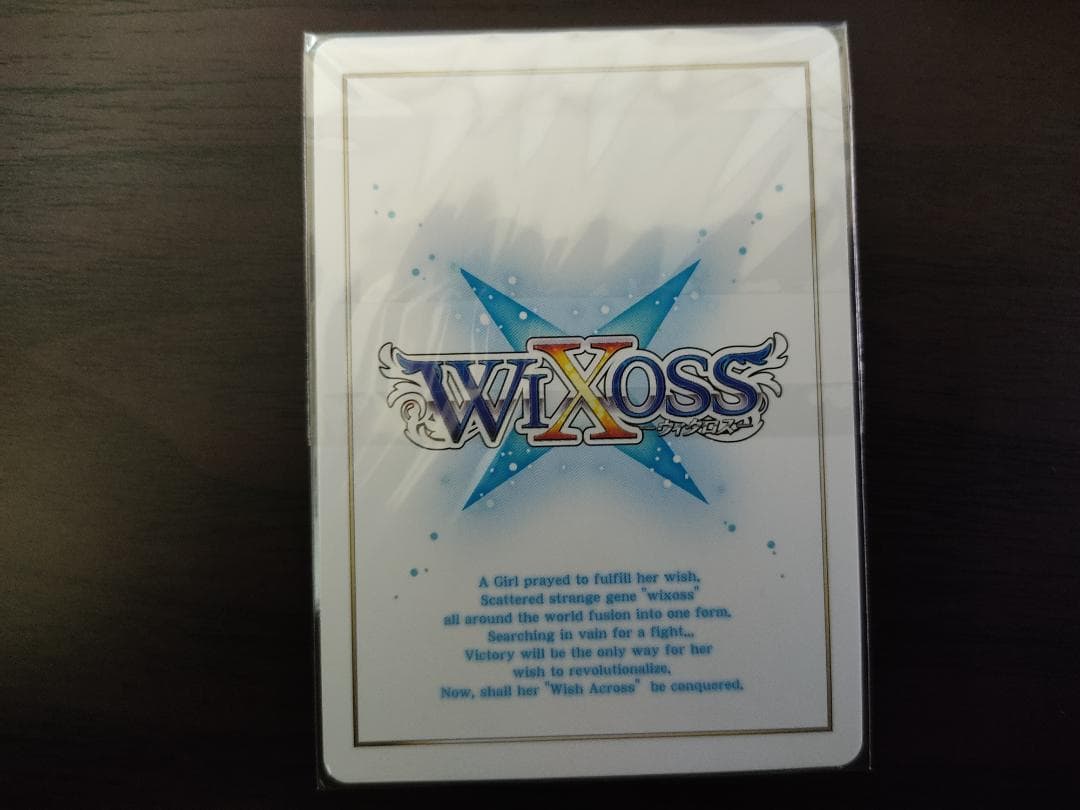 WIXOSS
ウィクロス
A Girl prayed to fulfill her wish.
Scattered strange gene "wixoss"
all around the world fusion into one form.
Searching in vain for a fight...
Victory will be the only way for her
wish to revolutionalize.
Now, shall her "Wish Across" be conquered.